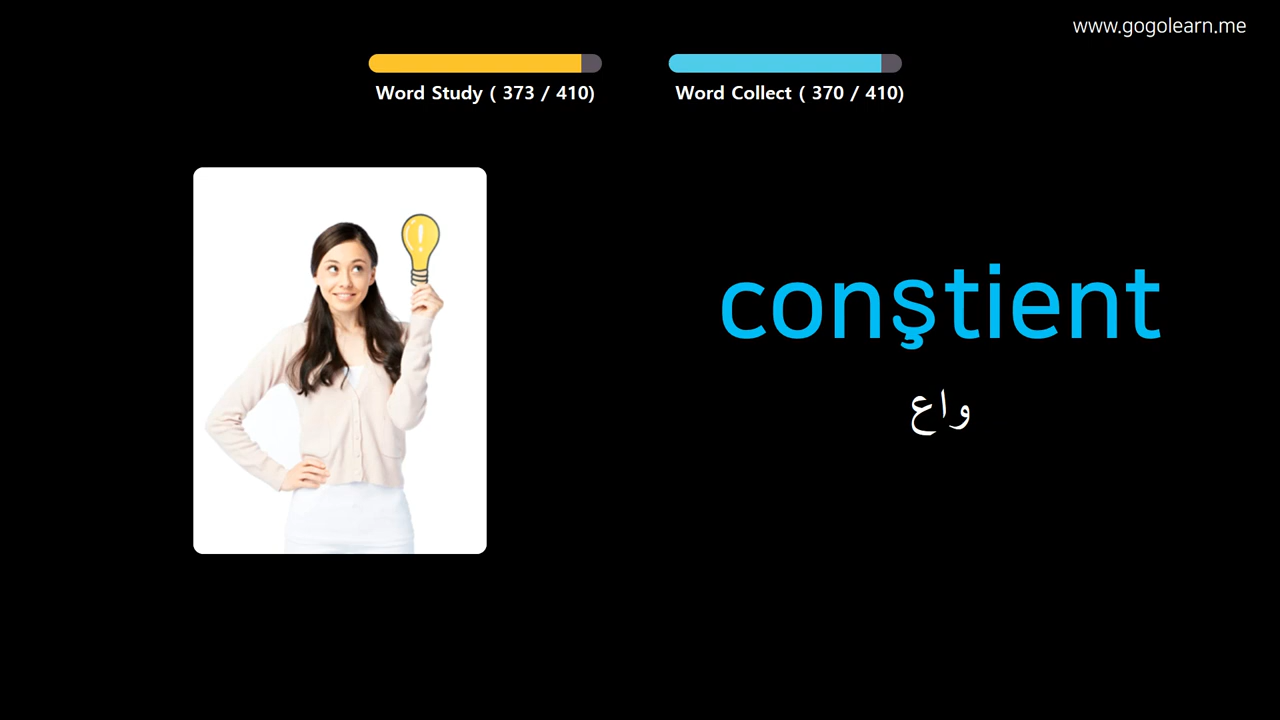 www.gogolearn.me
Word Study ( 373 / 410)
Word Collect ( 370 / 410)
conştient
واع